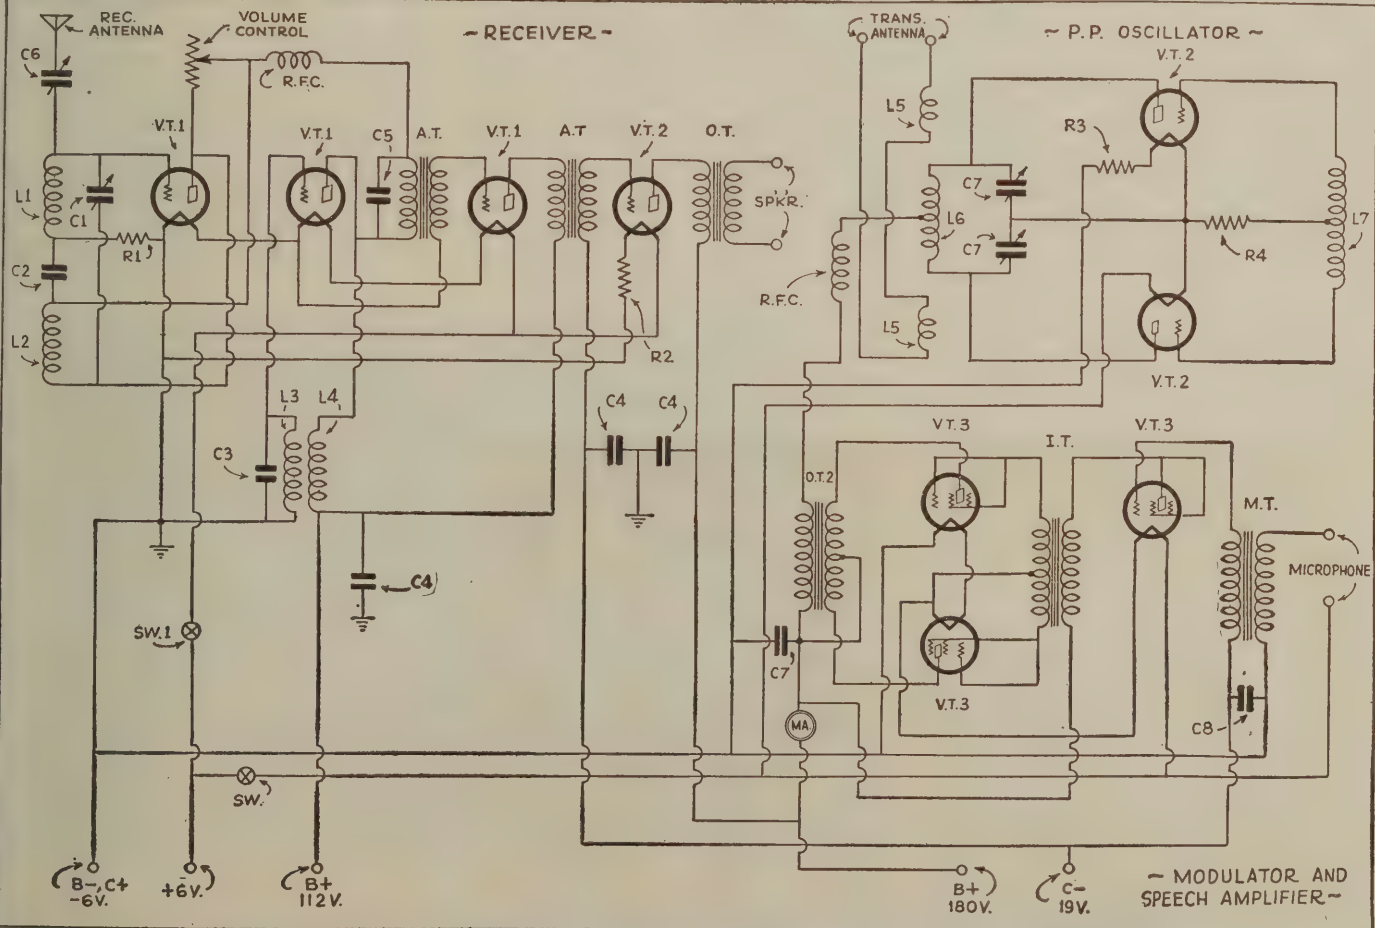 REC.
ANTENNA
VOLUME
CONTROL
~ RECEIVER ~
TRANS.
ANTENNA
~ P.P. OSCILLATOR ~
V.T.2
C6
R.F.C.
L5
R3
V.T.1
V.T.1
C5
A.T.
V.T.1
A.T
V.T.2
O.T.
L1
C1
SPKR.
C7
L6
L7
R1
C7
R4
C2
R.F.C.
L2
L5
R2
V.T.2
L3
L4
C4
C4
V.T.3
I.T.
V.T.3
C3
O.T.2
M.T.
C4
MICROPHONE
SW.1
C7
V.T.3
MA.
C8
SW.
B-, C+
-6V.
+6V.
B+
112V.
B+
180V.
C-
19V.
~ MODULATOR AND
SPEECH AMPLIFIER ~